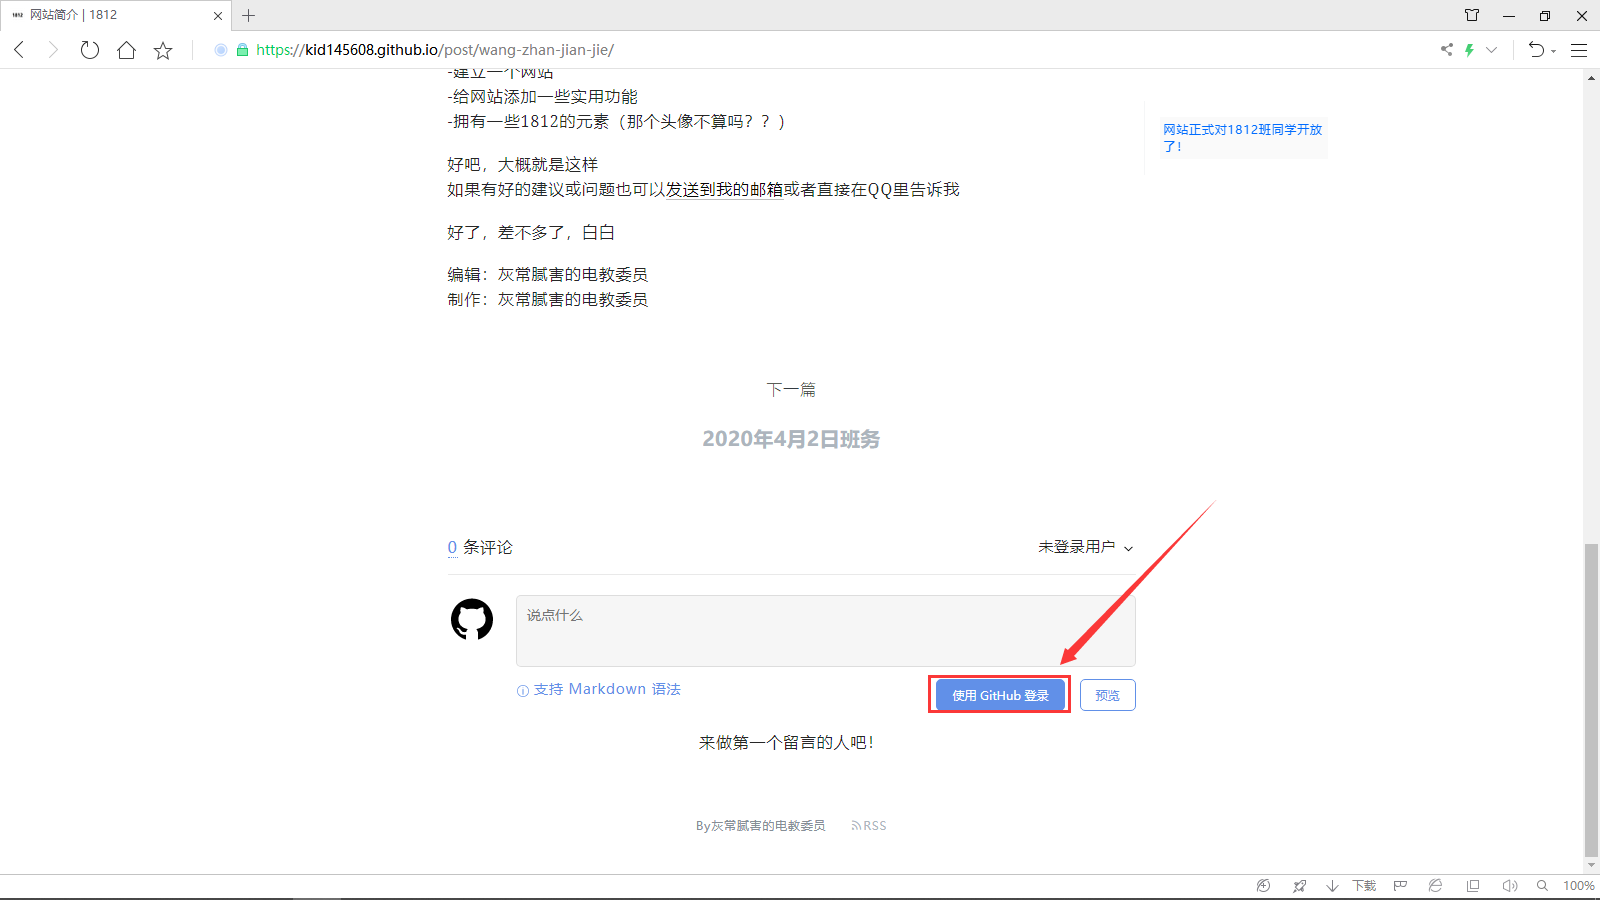 网站简介 | 1812
https://kid145608.github.io/post/wang-zhan-jian-jie/
-建立一个网站
-给网站添加一些实用功能
-拥有一些1812的元素（那个头像不算吗？？）
网站正式对1812班同学开放
了！
好吧，大概就是这样
如果有好的建议或问题也可以发送到我的邮箱或者直接在QQ里告诉我
好了，差不多了，白白
编辑：灰常腻害的电教委员
制作：灰常腻害的电教委员
下一篇
2020年4月2日班务
0 条评论
未登录用户
说点什么
支持 Markdown 语法
使用 GitHub 登录
预览
来做第一个留言的人吧！
By灰常腻害的电教委员
RSS
下载
100%